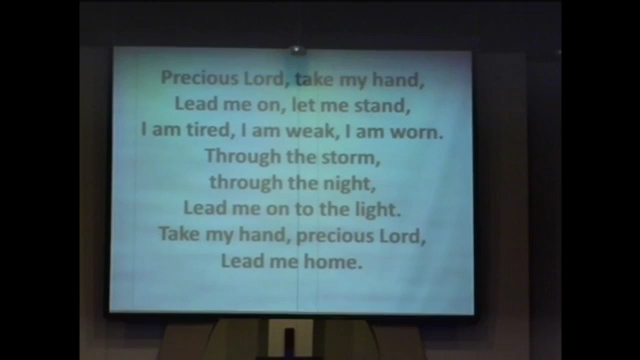 Precious Lord, take my hand,
Lead me on, let me stand,
I am tired, I am weak, I am worn.
Through the storm,
through the night,
Lead me on to the light.
Take my hand, precious Lord,
Lead me home.